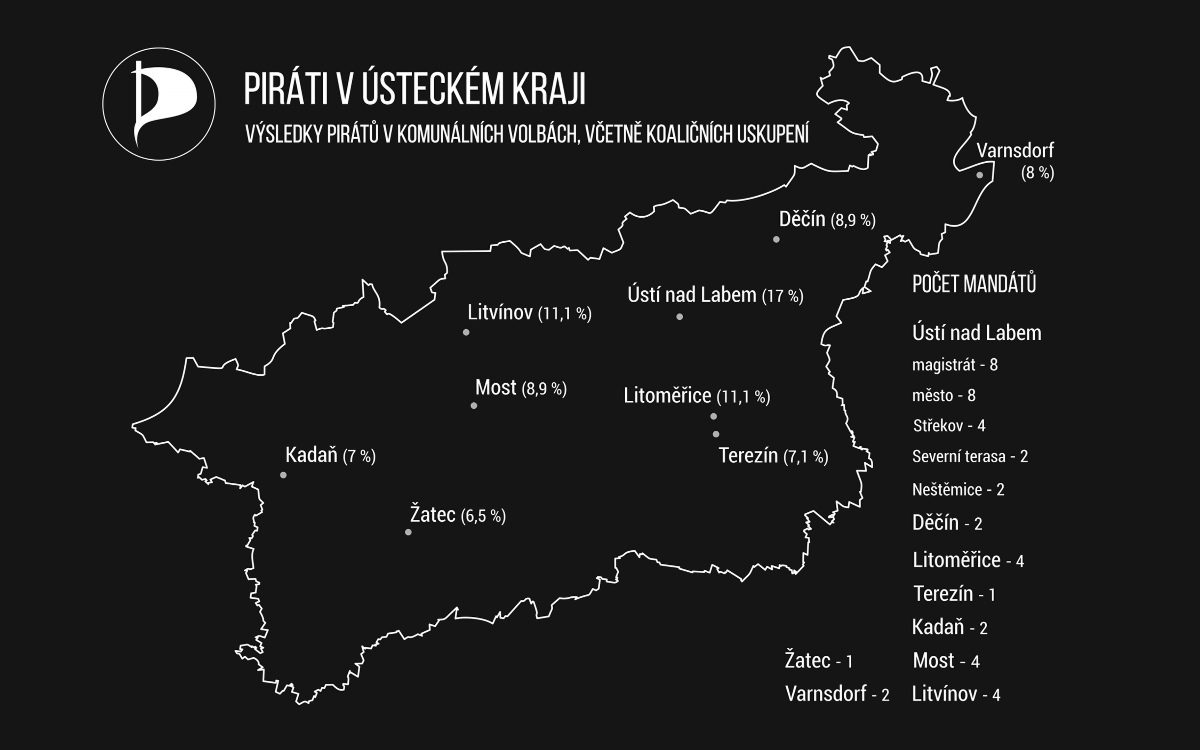 PIRÁTI V ÚSTECKÉM KRAJI
VÝSLEDKY PIRÁTŮ V KOMUNÁLNÍCH VOLBÁCH, VČETNĚ KOALIČNÍCH USKUPENÍ
Varnsdorf
(8 %)
Děčín (8,9 %)
Ústí nad Labem (17 %)
Litvínov (11,1 %)
Most (8,9 %)
Litoměřice (11,1 %)
Terezín (7,1 %)
Kadaň (7 %)
Žatec (6,5 %)
POČET MANDÁTŮ
Ústí nad Labem
magistrát - 8
město - 8
Střekov - 4
Severní terasa - 2
Neštěmice - 2
Děčín - 2
Litoměřice - 4
Terezín - 1
Kadaň - 2
Žatec - 1
Most - 4
Varnsdorf - 2
Litvínov - 4